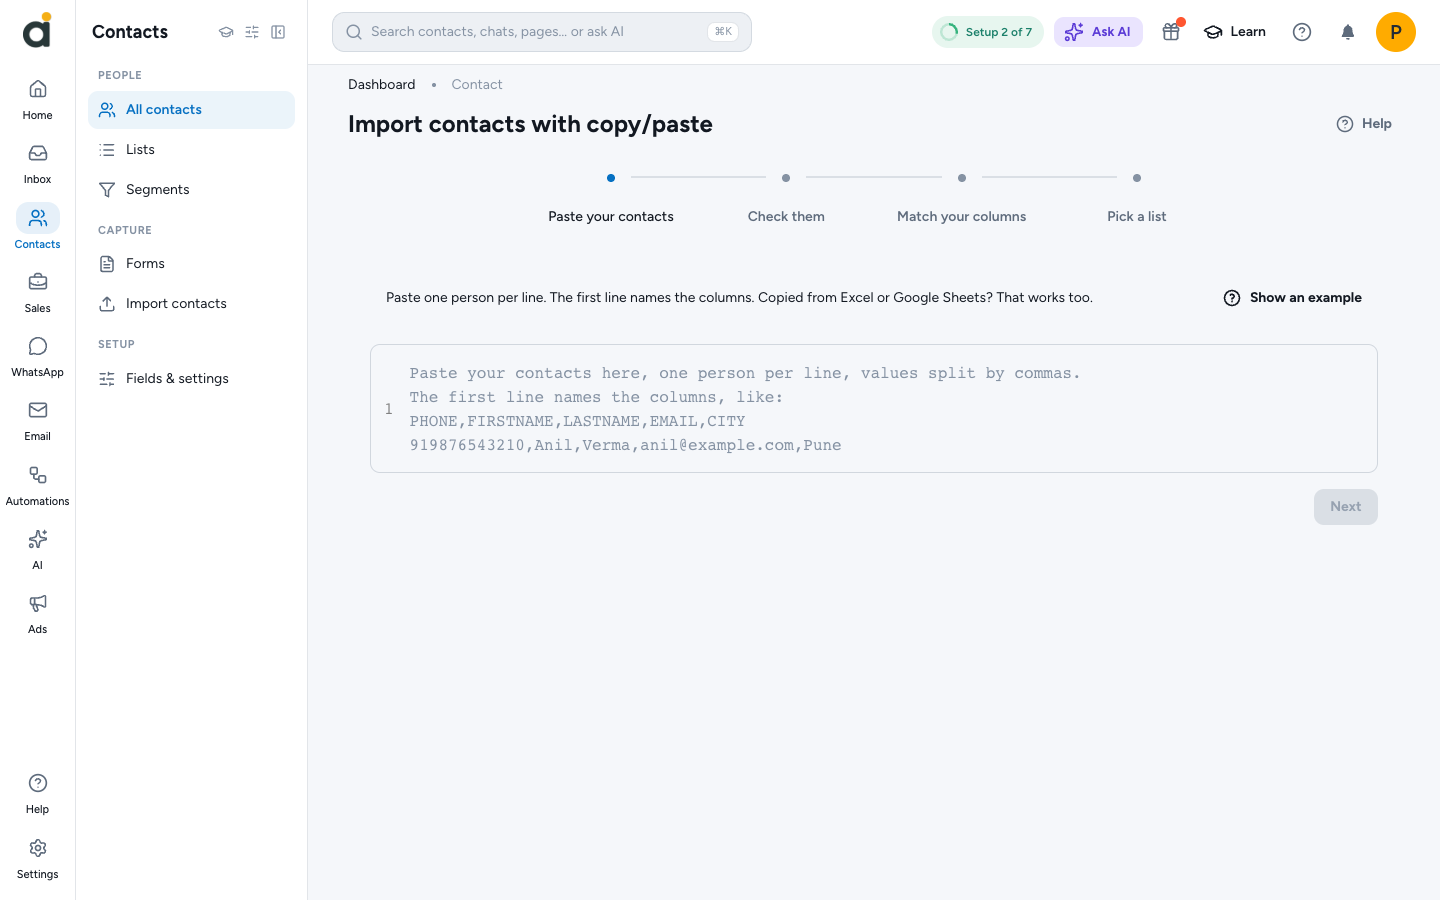 Contacts
Search contacts, chats, pages... or ask AI
⌘K
Setup 2 of 7
Ask AI
Learn
P
Home
Inbox
Contacts
Sales
WhatsApp
Email
Automations
AI
Ads
Help
Settings
PEOPLE
All contacts
Lists
Segments
CAPTURE
Forms
Import contacts
SETUP
Fields & settings
Dashboard • Contact
Import contacts with copy/paste
Help
Paste your contacts
Check them
Match your columns
Pick a list
Paste one person per line. The first line names the columns. Copied from Excel or Google Sheets? That works too.
Show an example
1
Paste your contacts here, one person per line, values split by commas.
The first line names the columns, like:
PHONE,FIRSTNAME,LASTNAME,EMAIL,CITY
919876543210,Anil,Verma,anil@example.com,Pune
Next